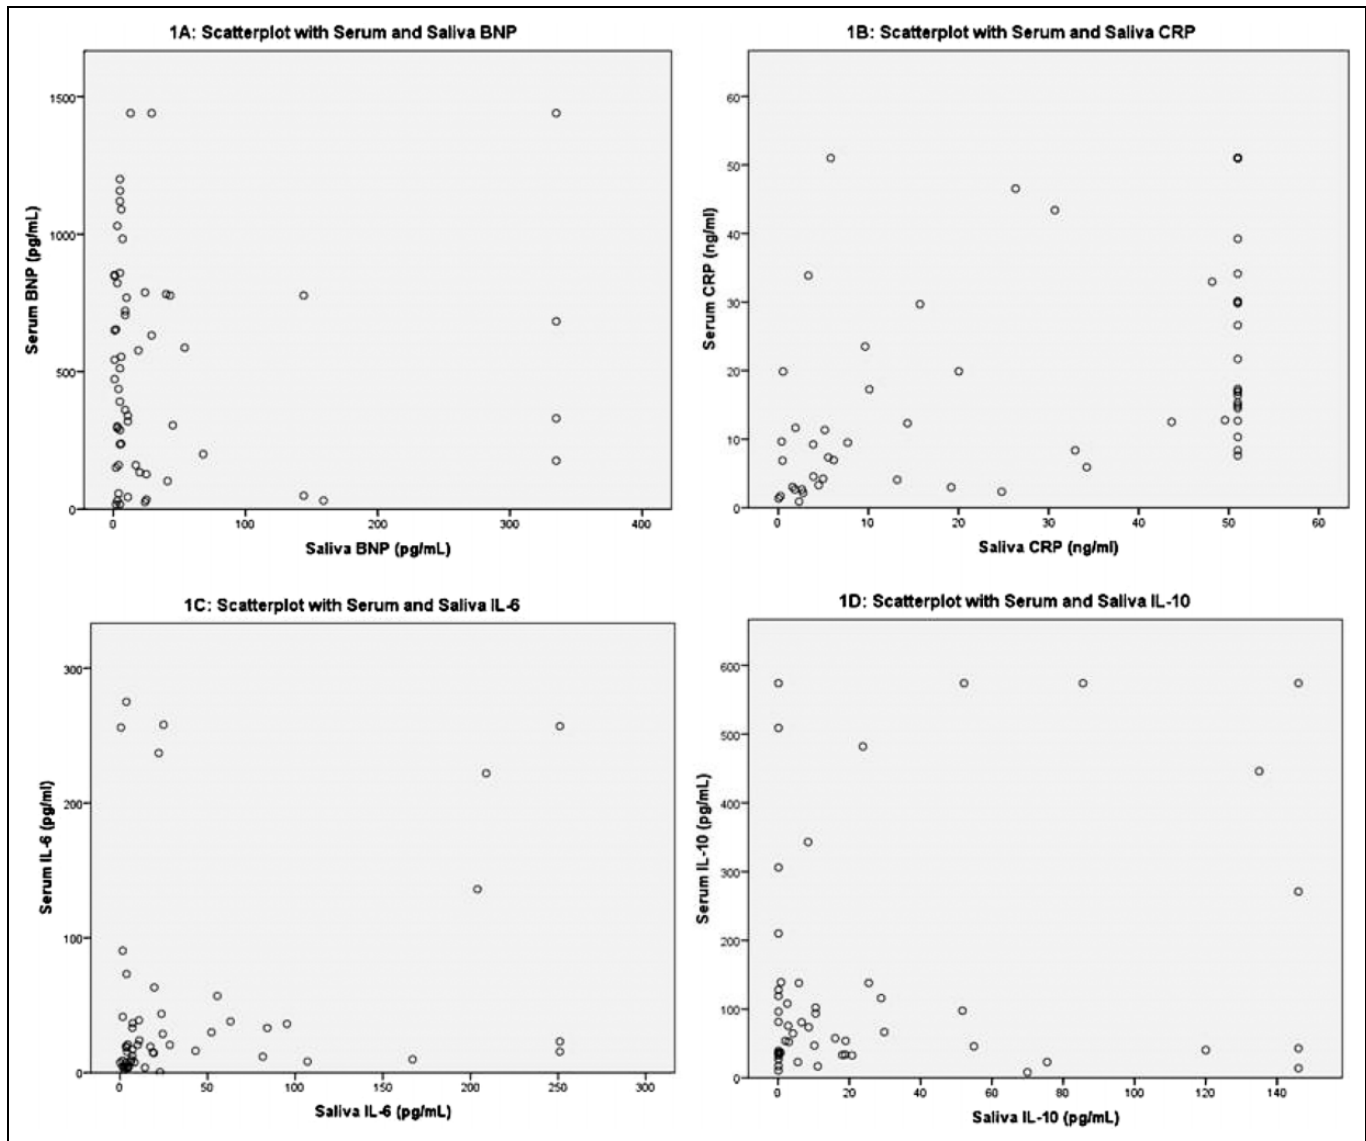 1A: Scatterplot with Serum and Saliva BNP
1500
1000
500
0
Serum BNP (pg/mL)
0 100 200 300 400
Saliva BNP (pg/mL)
1B: Scatterplot with Serum and Saliva CRP
60
50
40
30
20
10
0
Serum CRP (ng/ml)
0 10 20 30 40 50 60
Saliva CRP (ng/ml)
1C: Scatterplot with Serum and Saliva IL-6
300
200
100
0
Serum IL-6 (pg/ml)
0 50 100 150 200 250 300
Saliva IL-6 (pg/mL)
1D: Scatterplot with Serum and Saliva IL-10
600
500
400
300
200
100
0
Serum IL-10 (pg/mL)
0 20 40 60 80 100 120 140
Saliva IL-10 (pg/mL)